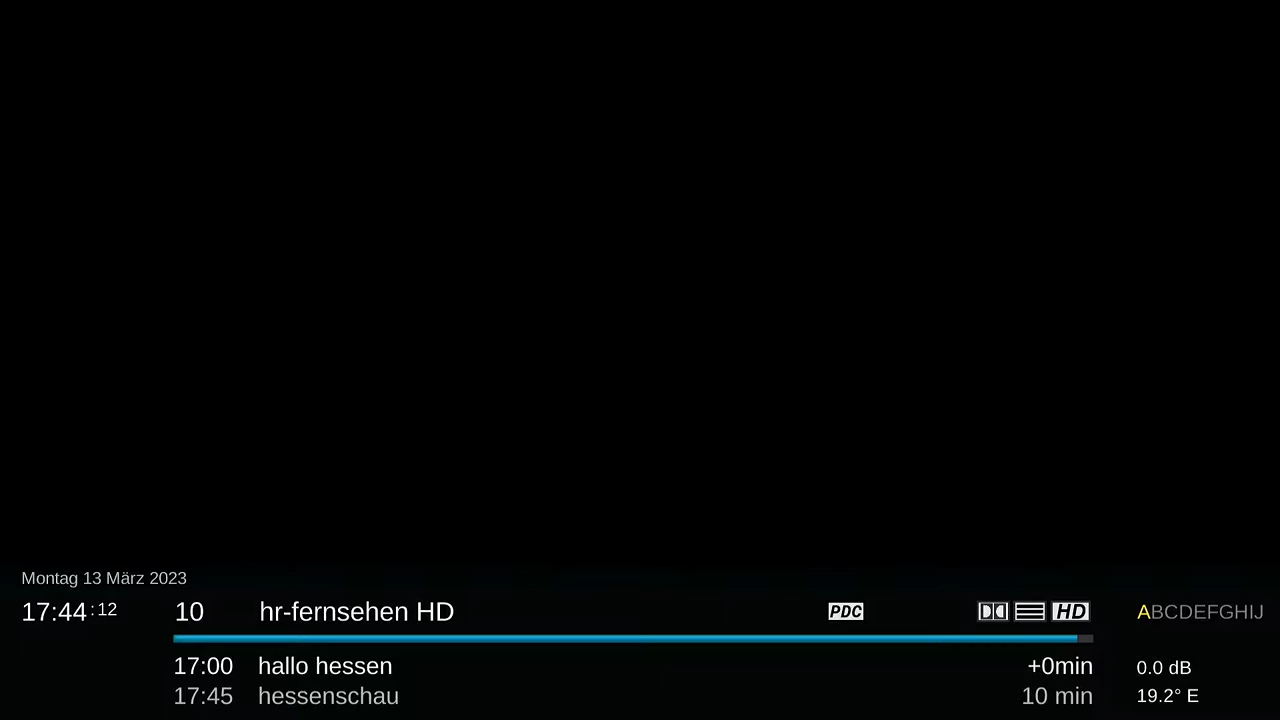 Montag 13 März 2023
17:44:12 10 hr-fernsehen HD PDC HD ABCDEFGHIJ
17:00 hallo hessen +0min 0.0 dB
17:45 hessenschau 10 min 19.2° E